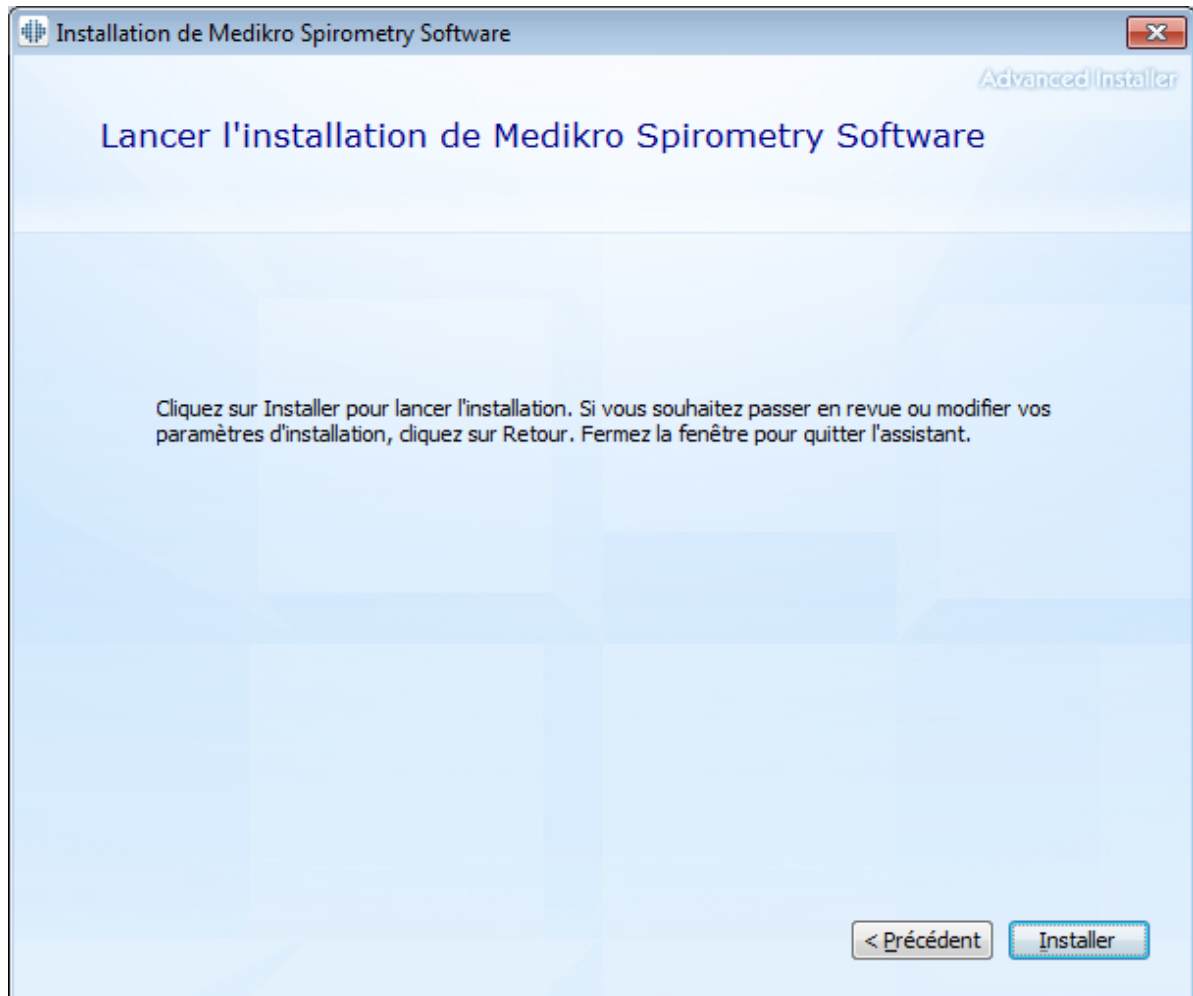 Installation de Medikro Spirometry Software
Advanced Installer
Lancer l'installation de Medikro Spirometry Software
Cliquez sur Installer pour lancer l'installation. Si vous souhaitez passer en revue ou modifier vos
paramètres d'installation, cliquez sur Retour. Fermez la fenêtre pour quitter l'assistant.
< Précédent Installer